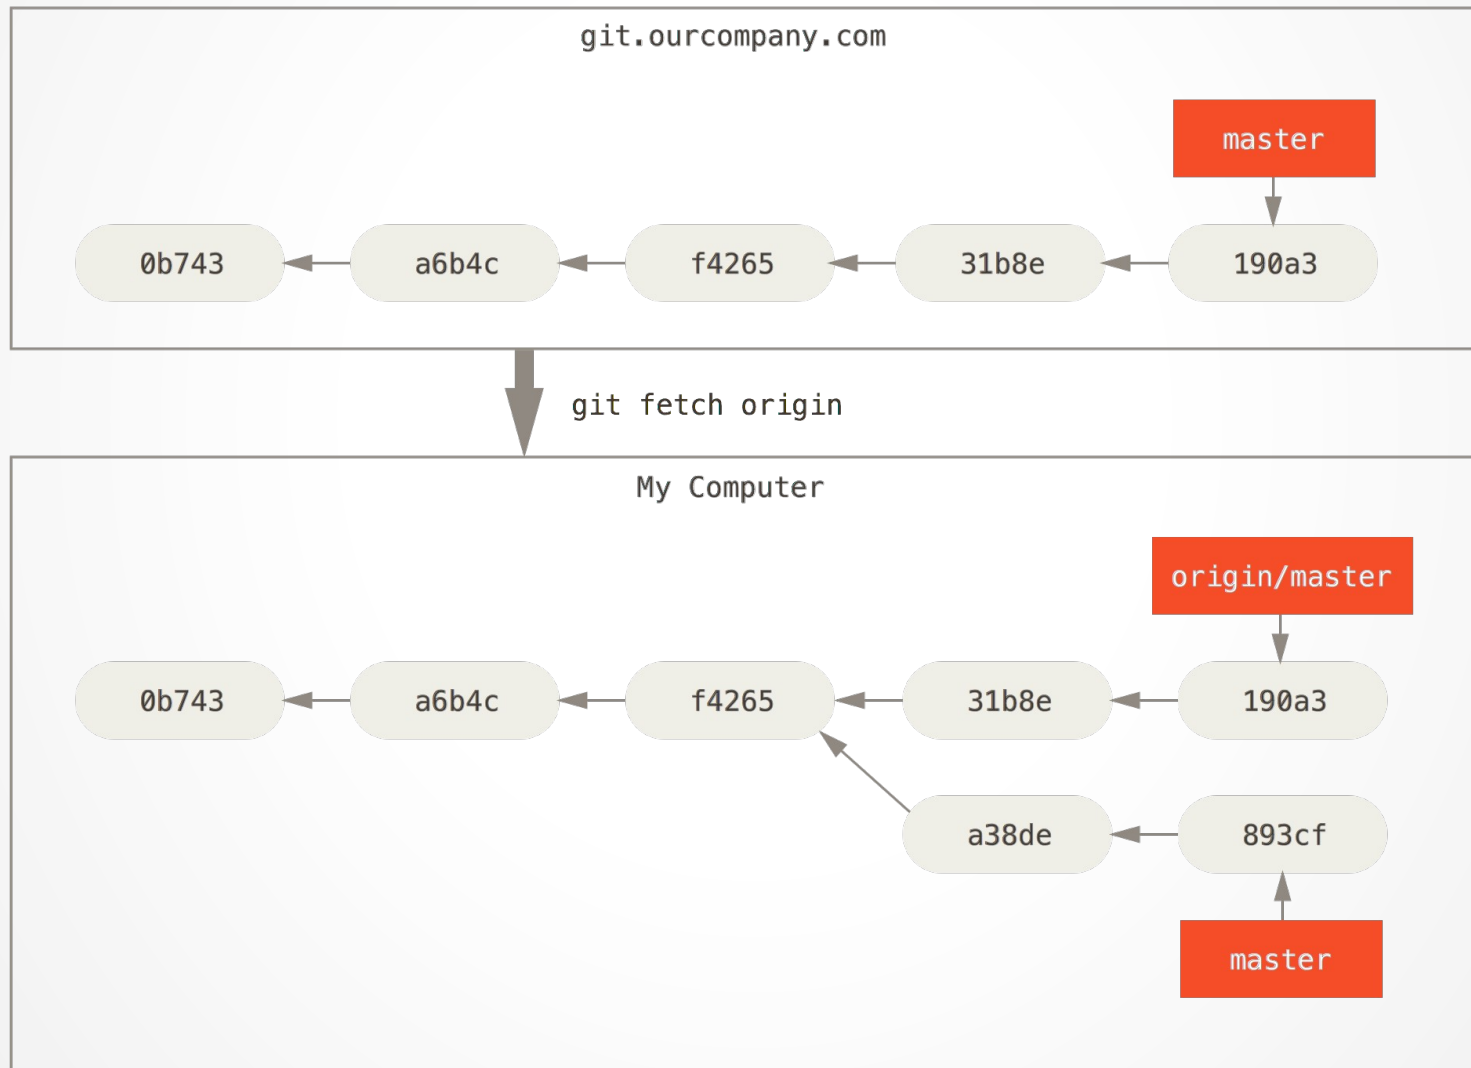 git.ourcompany.com
master
0b743
a6b4c
f4265
31b8e
190a3
git fetch origin
My Computer
origin/master
0b743
a6b4c
f4265
31b8e
190a3
a38de
893cf
master